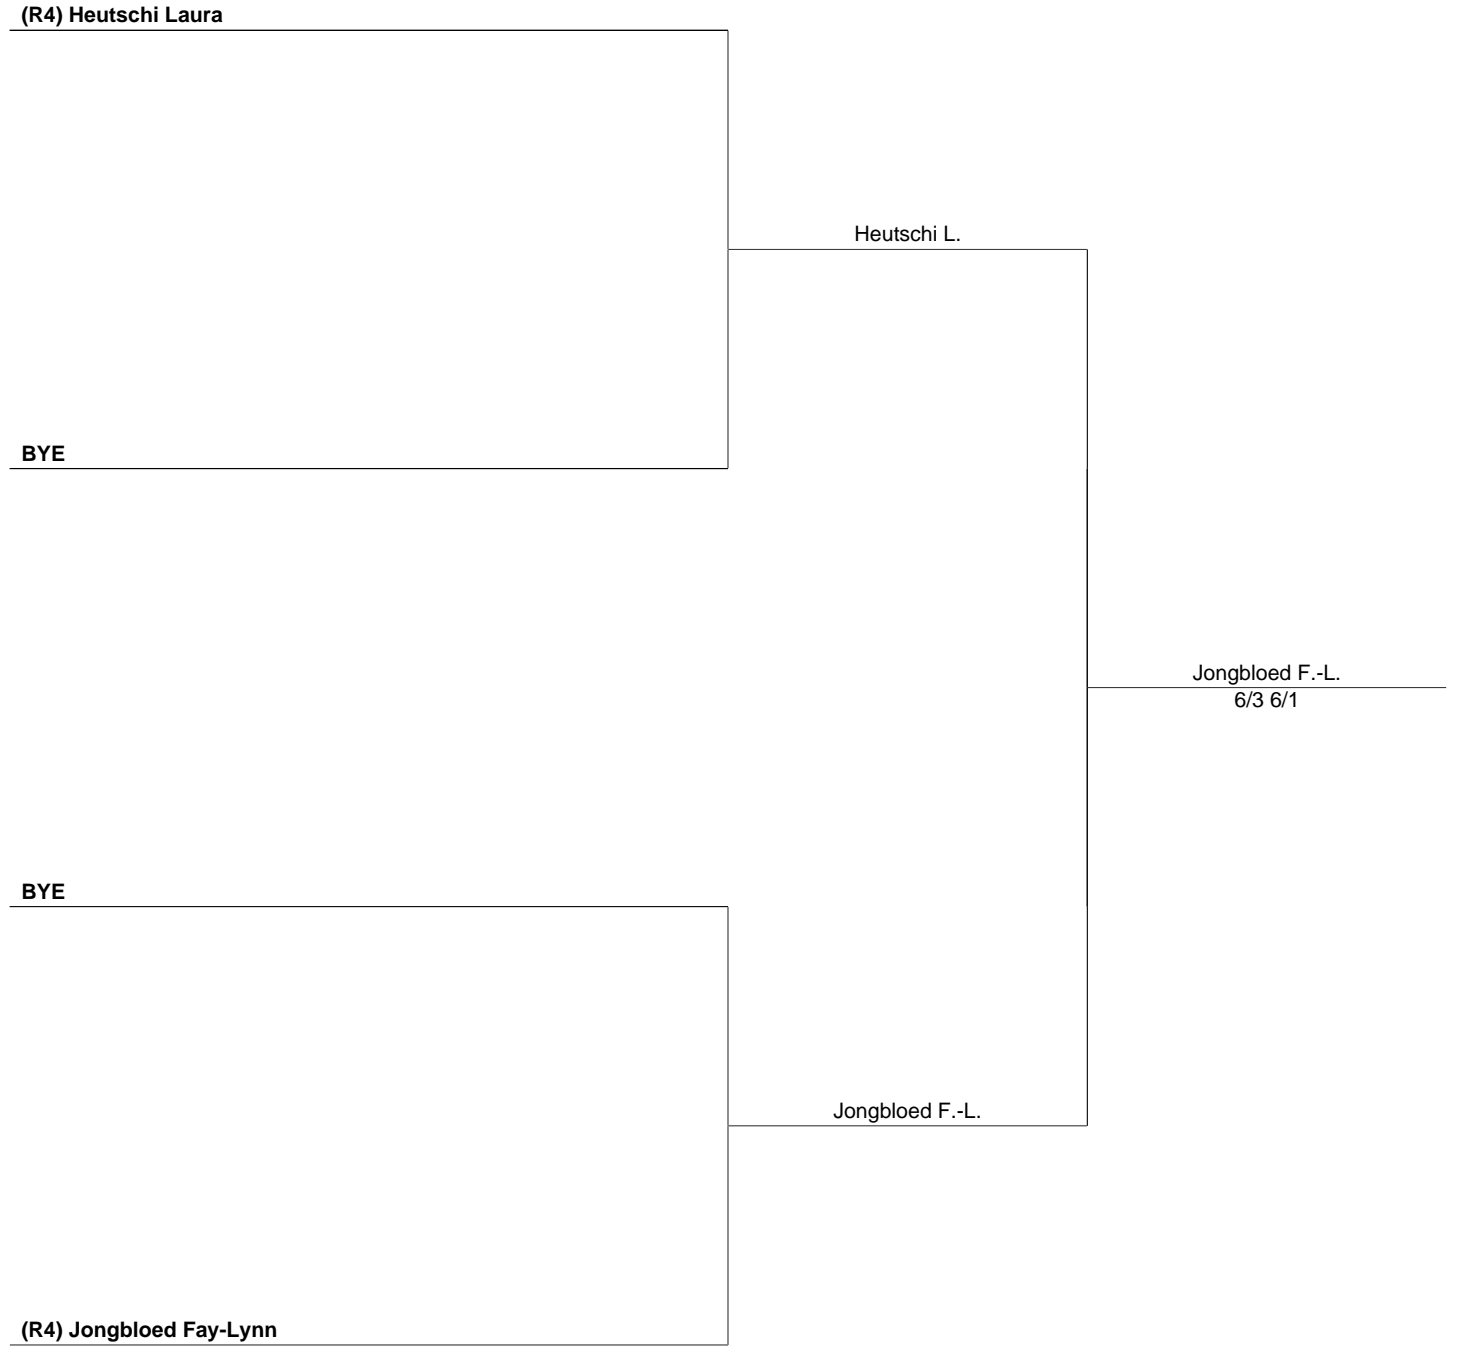 (R4) Heutschi Laura
Heutschi L.
BYE
Jongbloed F.-L.
6/3 6/1
BYE
Jongbloed F.-L.
(R4) Jongbloed Fay-Lynn